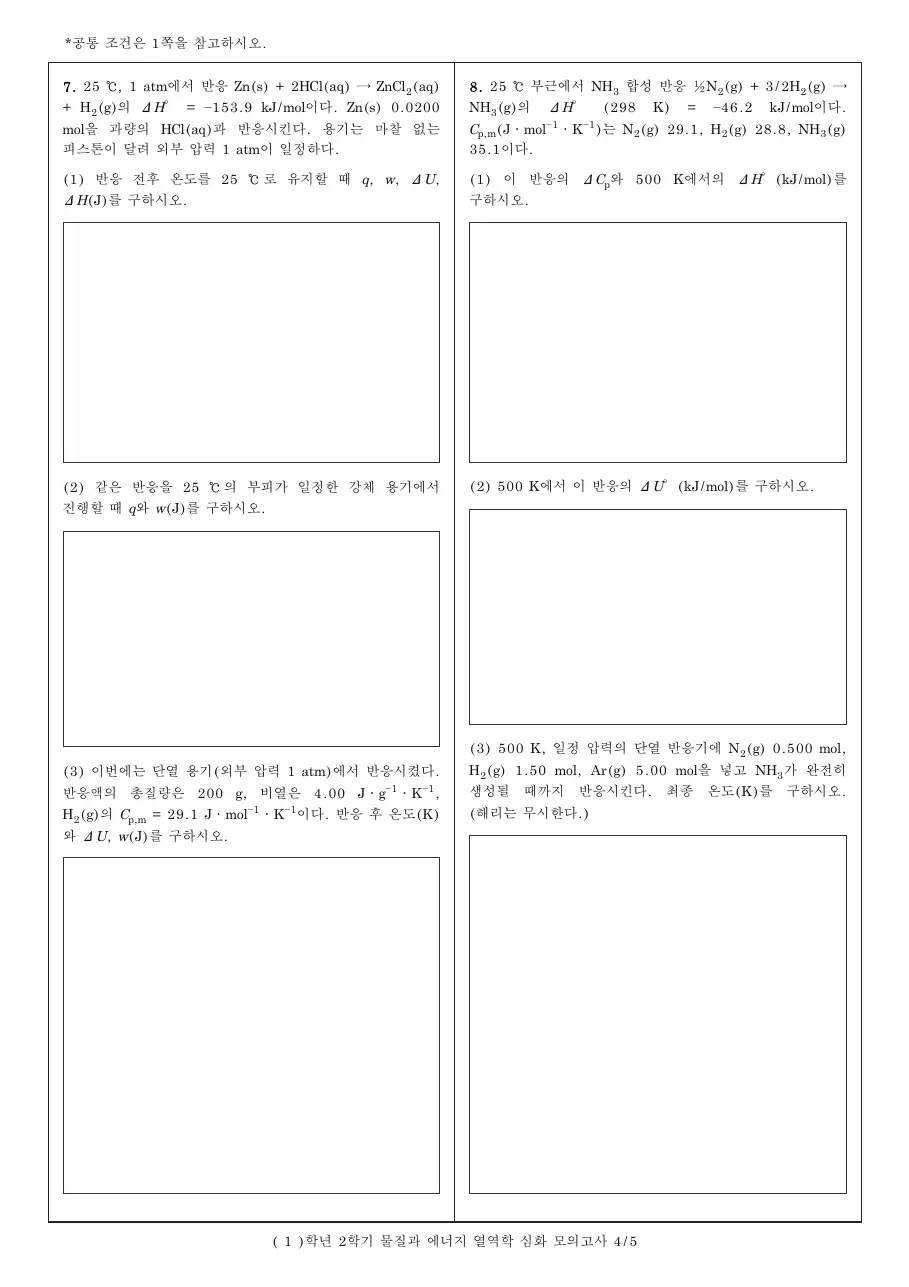 *공통 조건은 1쪽을 참고하시오.
7. 25 ℃, 1 atm에서 반응 Zn(s) + 2HCl(aq) → ZnCl₂(aq)
+ H₂(g)의 ΔH° = −153.9 kJ/mol이다. Zn(s) 0.0200
mol을 과량의 HCl(aq)과 반응시킨다. 용기는 마찰 없는
피스톤이 달려 외부 압력 1 atm이 일정하다.
(1) 반응 전후 온도를 25 ℃로 유지할 때 q, w, ΔU,
ΔH(J)를 구하시오.
(2) 같은 반응을 25 ℃의 부피가 일정한 강체 용기에서
진행할 때 q와 w(J)를 구하시오.
(3) 이번에는 단열 용기(외부 압력 1 atm)에서 반응시켰다.
반응액의 총질량은 200 g, 비열은 4.00 J·g⁻¹·K⁻¹,
H₂(g)의 Cp,m = 29.1 J·mol⁻¹·K⁻¹이다. 반응 후 온도(K)
와 ΔU, w(J)를 구하시오.
8. 25 ℃ 부근에서 NH₃ 합성 반응 ½N₂(g) + 3/2H₂(g) →
NH₃(g)의 ΔH° (298 K) = −46.2 kJ/mol이다.
Cp,m(J·mol⁻¹·K⁻¹)는 N₂(g) 29.1, H₂(g) 28.8, NH₃(g)
35.1이다.
(1) 이 반응의 ΔCp와 500 K에서의 ΔH° (kJ/mol)를
구하시오.
(2) 500 K에서 이 반응의 ΔU° (kJ/mol)를 구하시오.
(3) 500 K, 일정 압력의 단열 반응기에 N₂(g) 0.500 mol,
H₂(g) 1.50 mol, Ar(g) 5.00 mol을 넣고 NH₃가 완전히
생성될 때까지 반응시킨다. 최종 온도(K)를 구하시오.
(해리는 무시한다.)
( 1 )학년 2학기 물질과 에너지 열역학 심화 모의고사 4/5